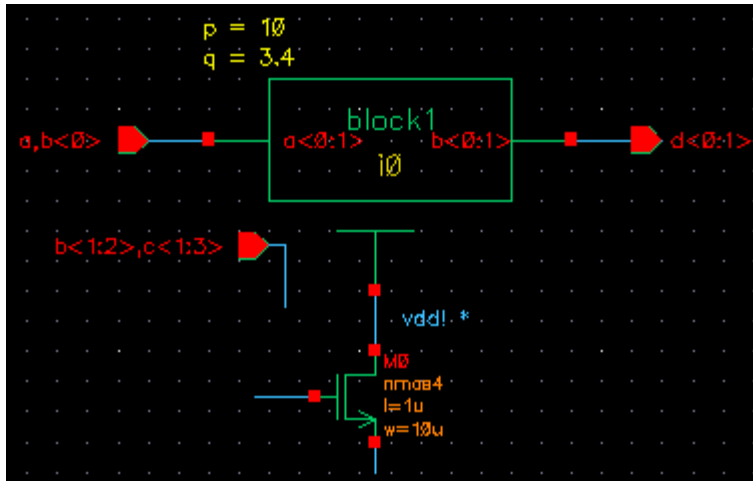 p = 10
q = 3.4
block1
a,b<0>
a<0:1>
b<0:1>
d<0:1>
i0
b<1:2>,c<1:3>
vdd! *
M0
nmos4
l=1u
w=10u